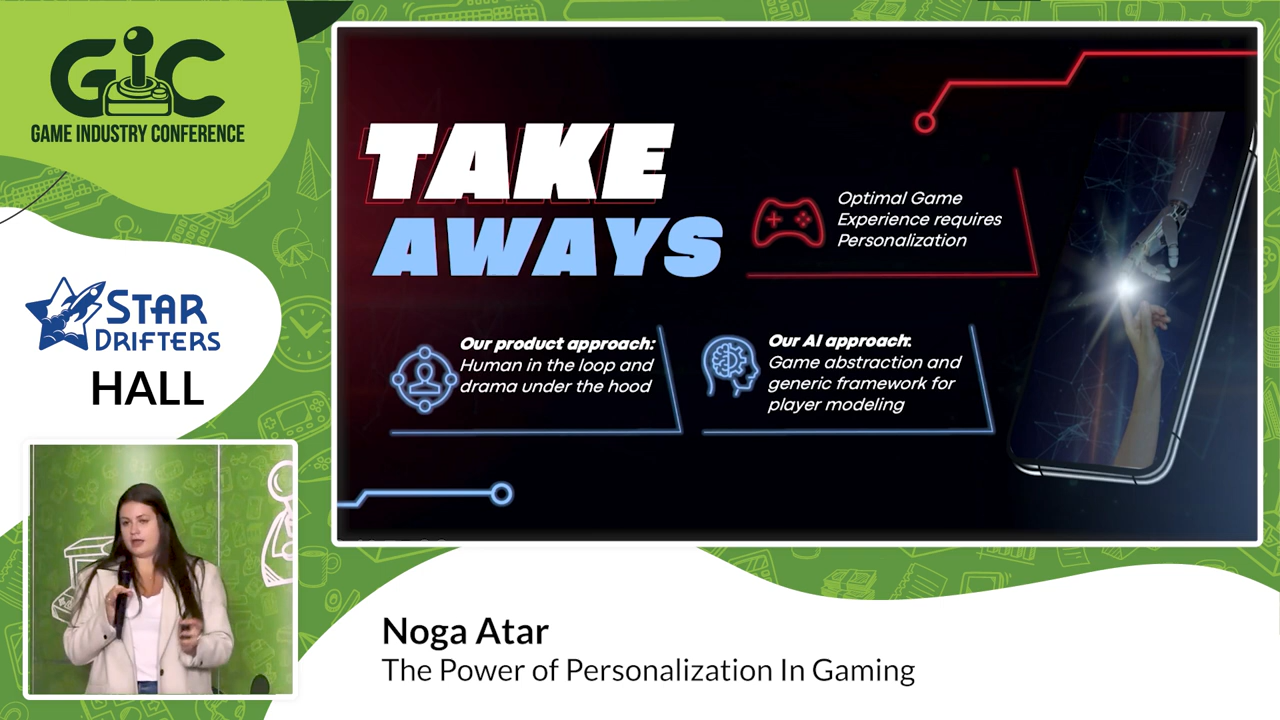 GIC
GAME INDUSTRY CONFERENCE
STAR
DRIFTERS
HALL
TAKE
AWAYS
Optimal Game
Experience requires
Personalization
Our product approach:
Human in the loop and
drama under the hood
Our AI approach:
Game abstraction and
generic framework for
player modeling
Noga Atar
The Power of Personalization In Gaming